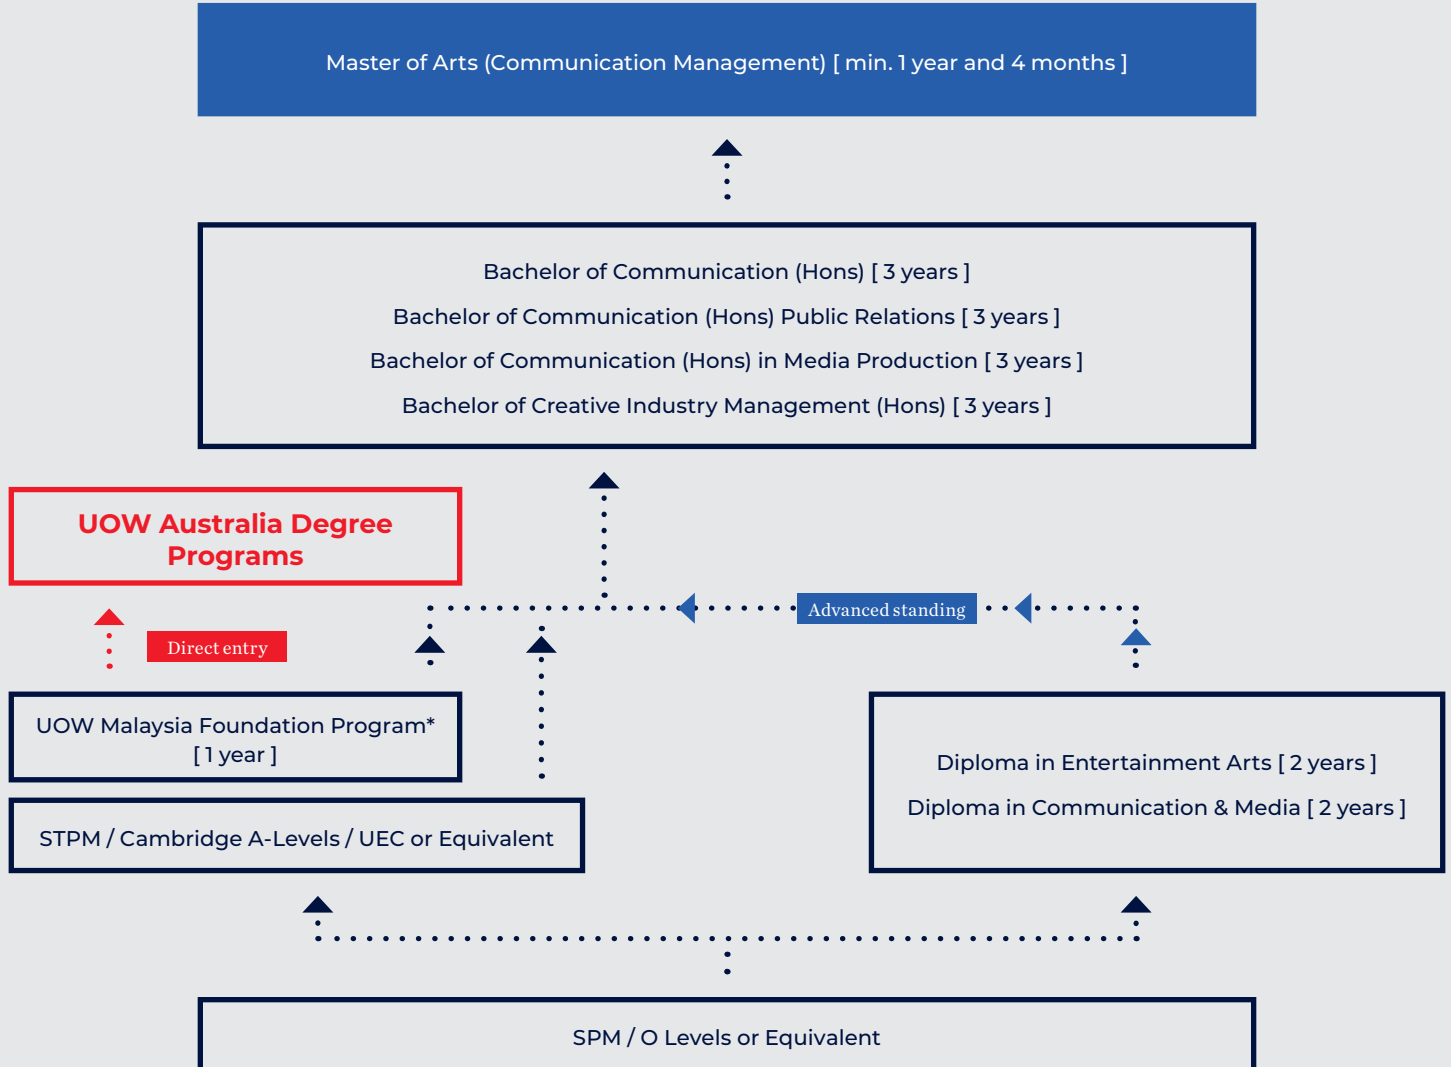 Master of Arts (Communication Management) [ min. 1 year and 4 months ]
Bachelor of Communication (Hons) [ 3 years ]
Bachelor of Communication (Hons) Public Relations [ 3 years ]
Bachelor of Communication (Hons) in Media Production [ 3 years ]
Bachelor of Creative Industry Management (Hons) [ 3 years ]
UOW Australia Degree
Programs
Advanced standing
Direct entry
UOW Malaysia Foundation Program*
[ 1 year ]
STPM / Cambridge A-Levels / UEC or Equivalent
Diploma in Entertainment Arts [ 2 years ]
Diploma in Communication & Media [ 2 years ]
SPM / O Levels or Equivalent